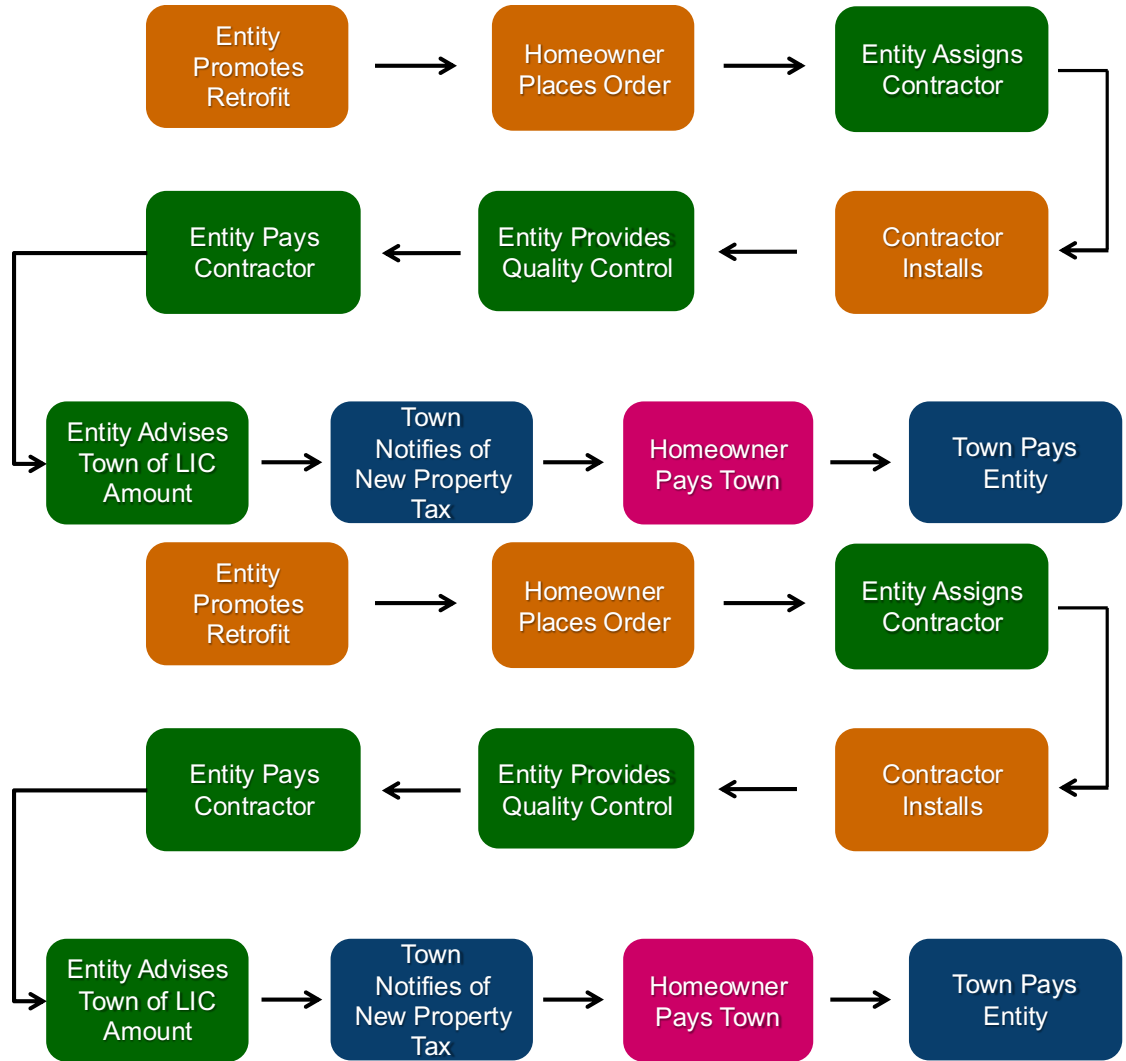 Entity
Promotes
Retrofit
Homeowner
Places Order
Entity Assigns
Contractor
Entity Pays
Contractor
Entity Provides
Quality Control
Contractor
Installs
Entity Advises
Town of LIC
Amount
Town
Notifies of
New Property
Tax
Homeowner
Pays Town
Town Pays
Entity
Entity
Promotes
Retrofit
Homeowner
Places Order
Entity Assigns
Contractor
Entity Pays
Contractor
Entity Provides
Quality Control
Contractor
Installs
Entity Advises
Town of LIC
Amount
Town
Notifies of
New Property
Tax
Homeowner
Pays Town
Town Pays
Entity